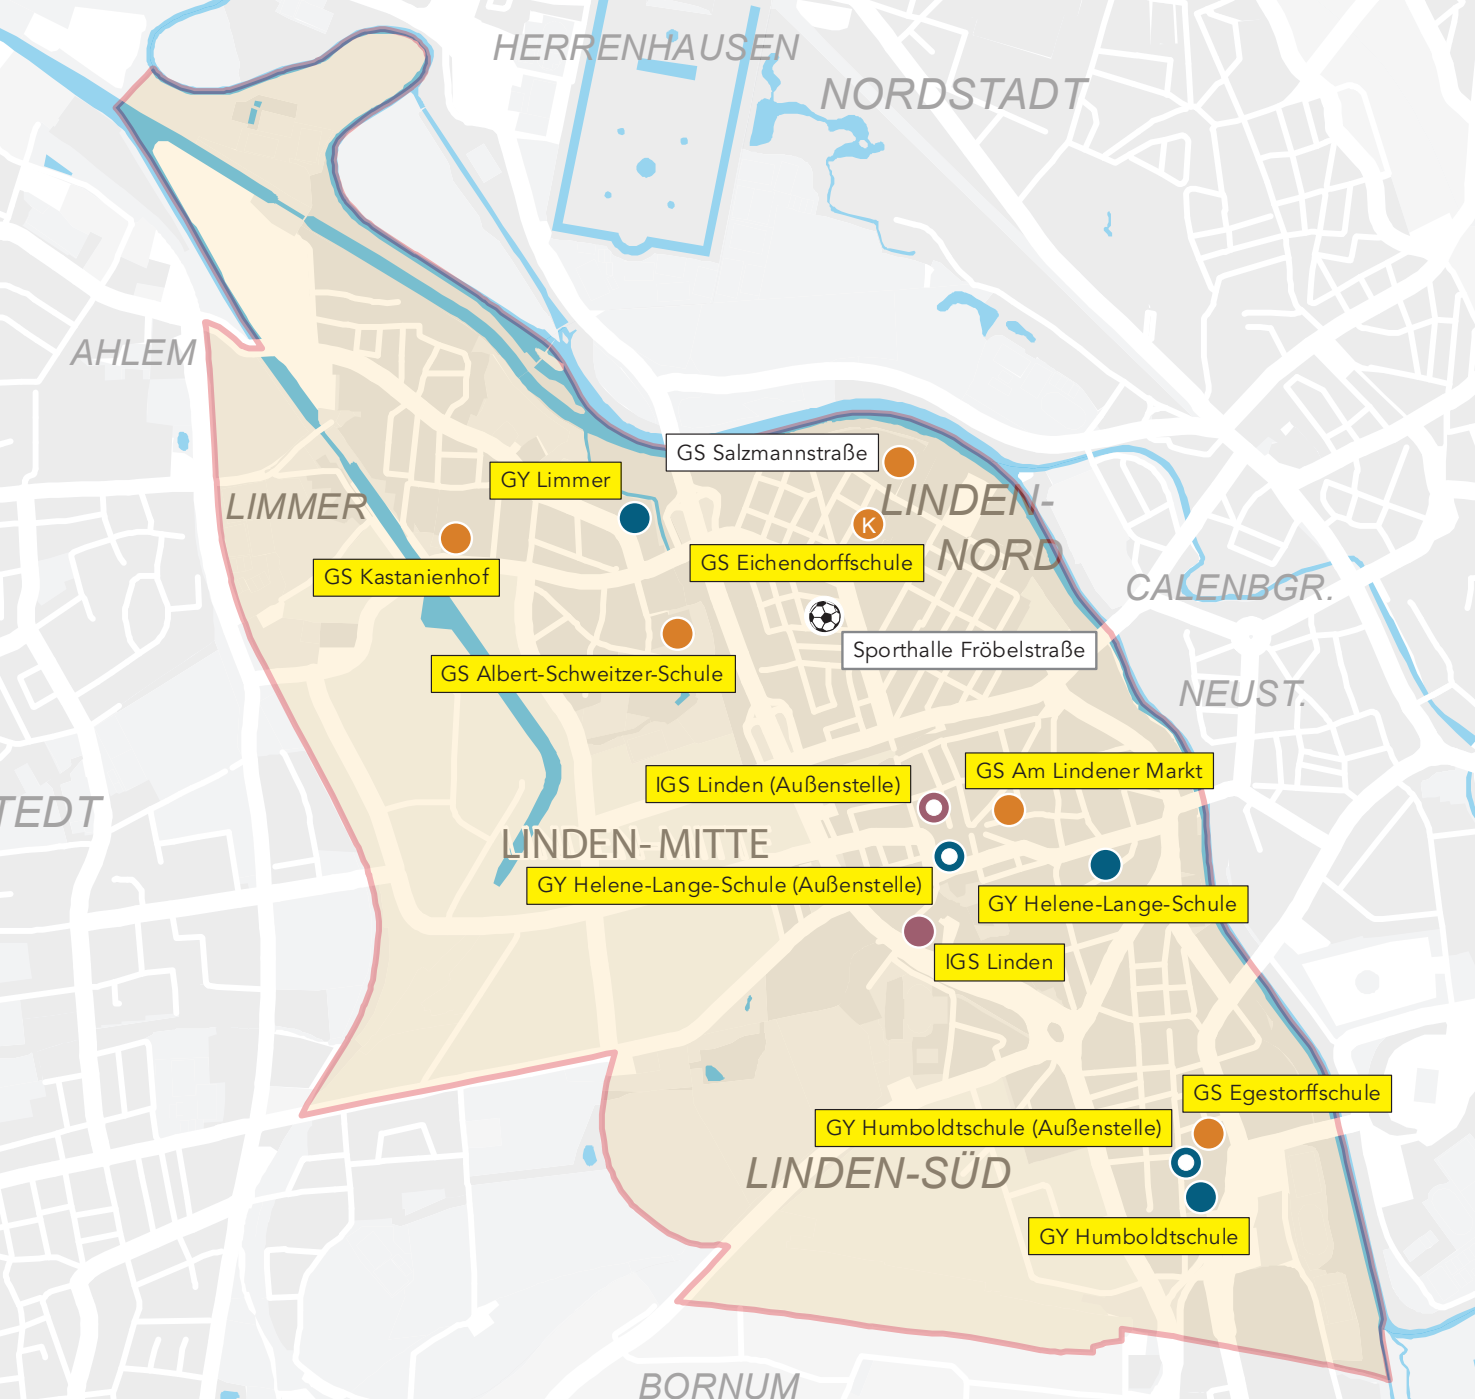 HERRENHAUSEN
NORDSTADT
AHLEM
GS Salzmannstraße
GY Limmer
LIMMER
LINDEN-
NORD
K
GS Eichendorffschule
GS Kastanienhof
CALENBGR.
Sporthalle Fröbelstraße
GS Albert-Schweitzer-Schule
NEUST.
GS Am Lindener Markt
IGS Linden (Außenstelle)
TEDT
LINDEN-MITTE
GY Helene-Lange-Schule (Außenstelle)
GY Helene-Lange-Schule
IGS Linden
GS Egestorffschule
GY Humboldtschule (Außenstelle)
LINDEN-SÜD
GY Humboldtschule
BORNUM